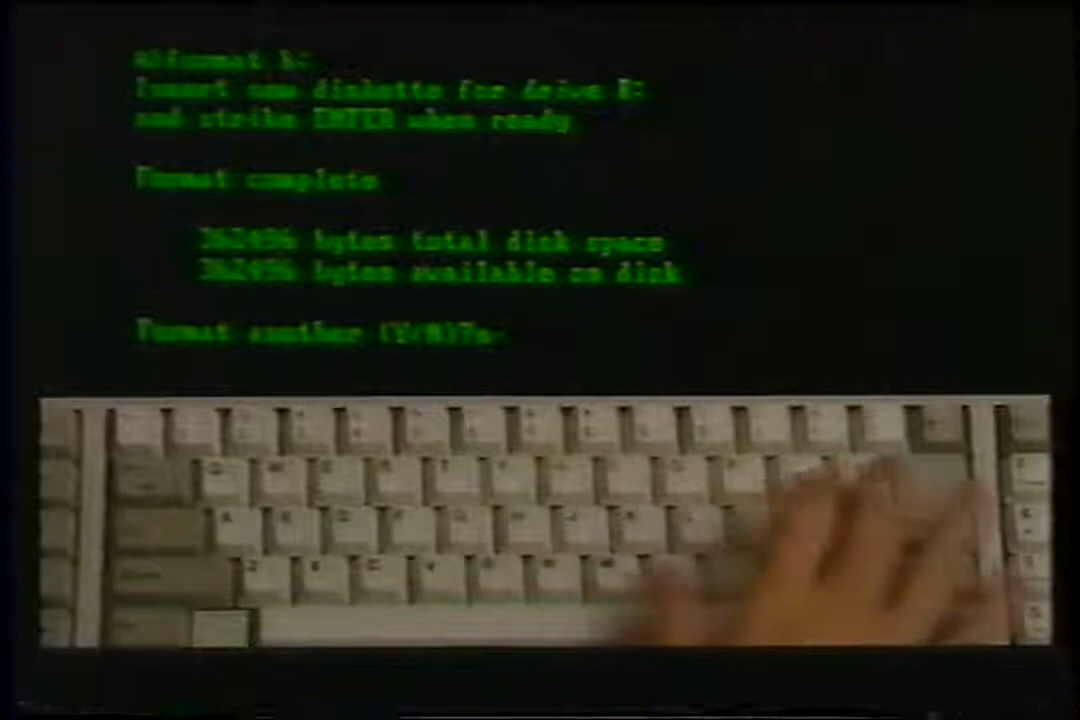 A>format b:
Insert new diskette for drive B:
and strike ENTER when ready
Format complete
362496 bytes total disk space
362496 bytes available on disk
Format another (Y/N)?n